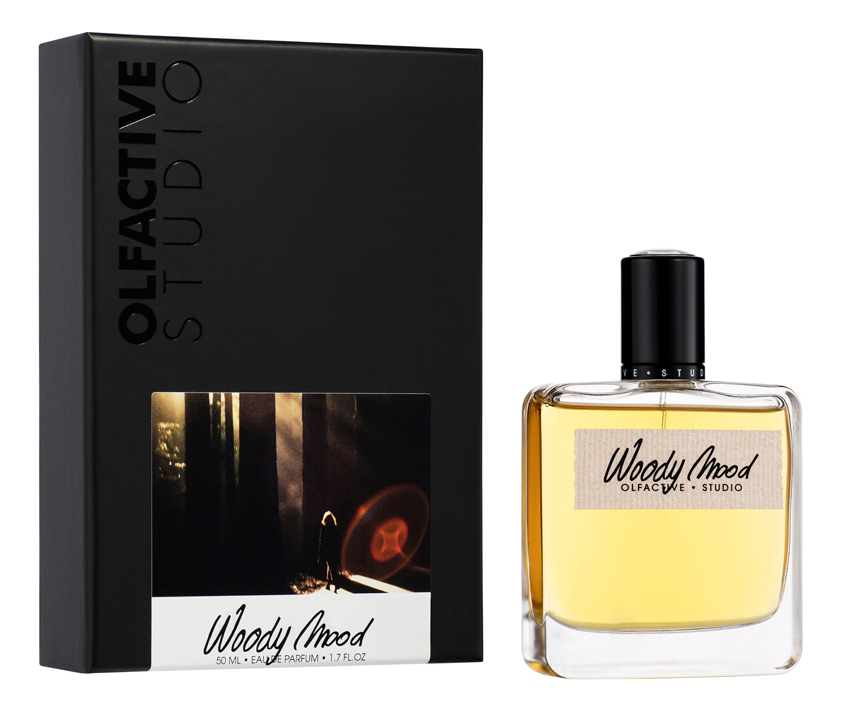 OLFACTIVE
STUDIO
Woody Mood
50 ML • EAU DE PARFUM • 1.7 FL.OZ
VE • STUD
Woody Mood
OLFACTIVE • STUDIO